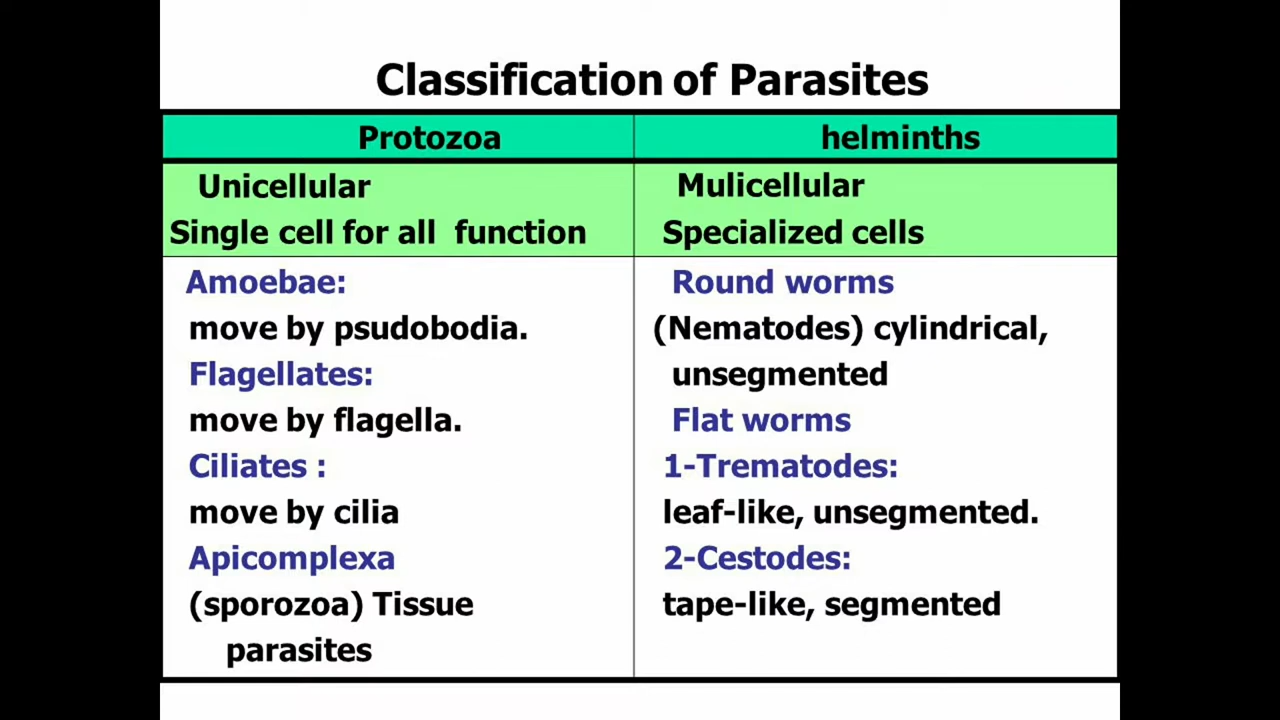 Classification of Parasites
Protozoa
helminths
Unicellular
Single cell for all function
Mulicellular
Specialized cells
Amoebae:
move by psudobodia.
Flagellates:
move by flagella.
Ciliates :
move by cilia
Apicomplexa
(sporozoa) Tissue
parasites
Round worms
(Nematodes) cylindrical,
unsegmented
Flat worms
1-Trematodes:
leaf-like, unsegmented.
2-Cestodes:
tape-like, segmented